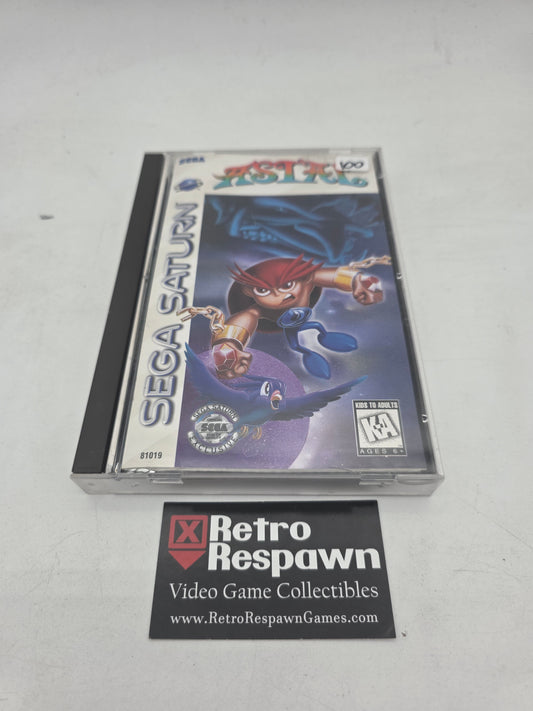 SEGA
ASTAL
100
SEGA SATURN
SEGA SATURN
SEGA
EXCLUSIVE
81019
KIDS TO ADULTS
KA
AGES 6+
X Retro
Respawn
Video Game Collectibles
www.RetroRespawnGames.com